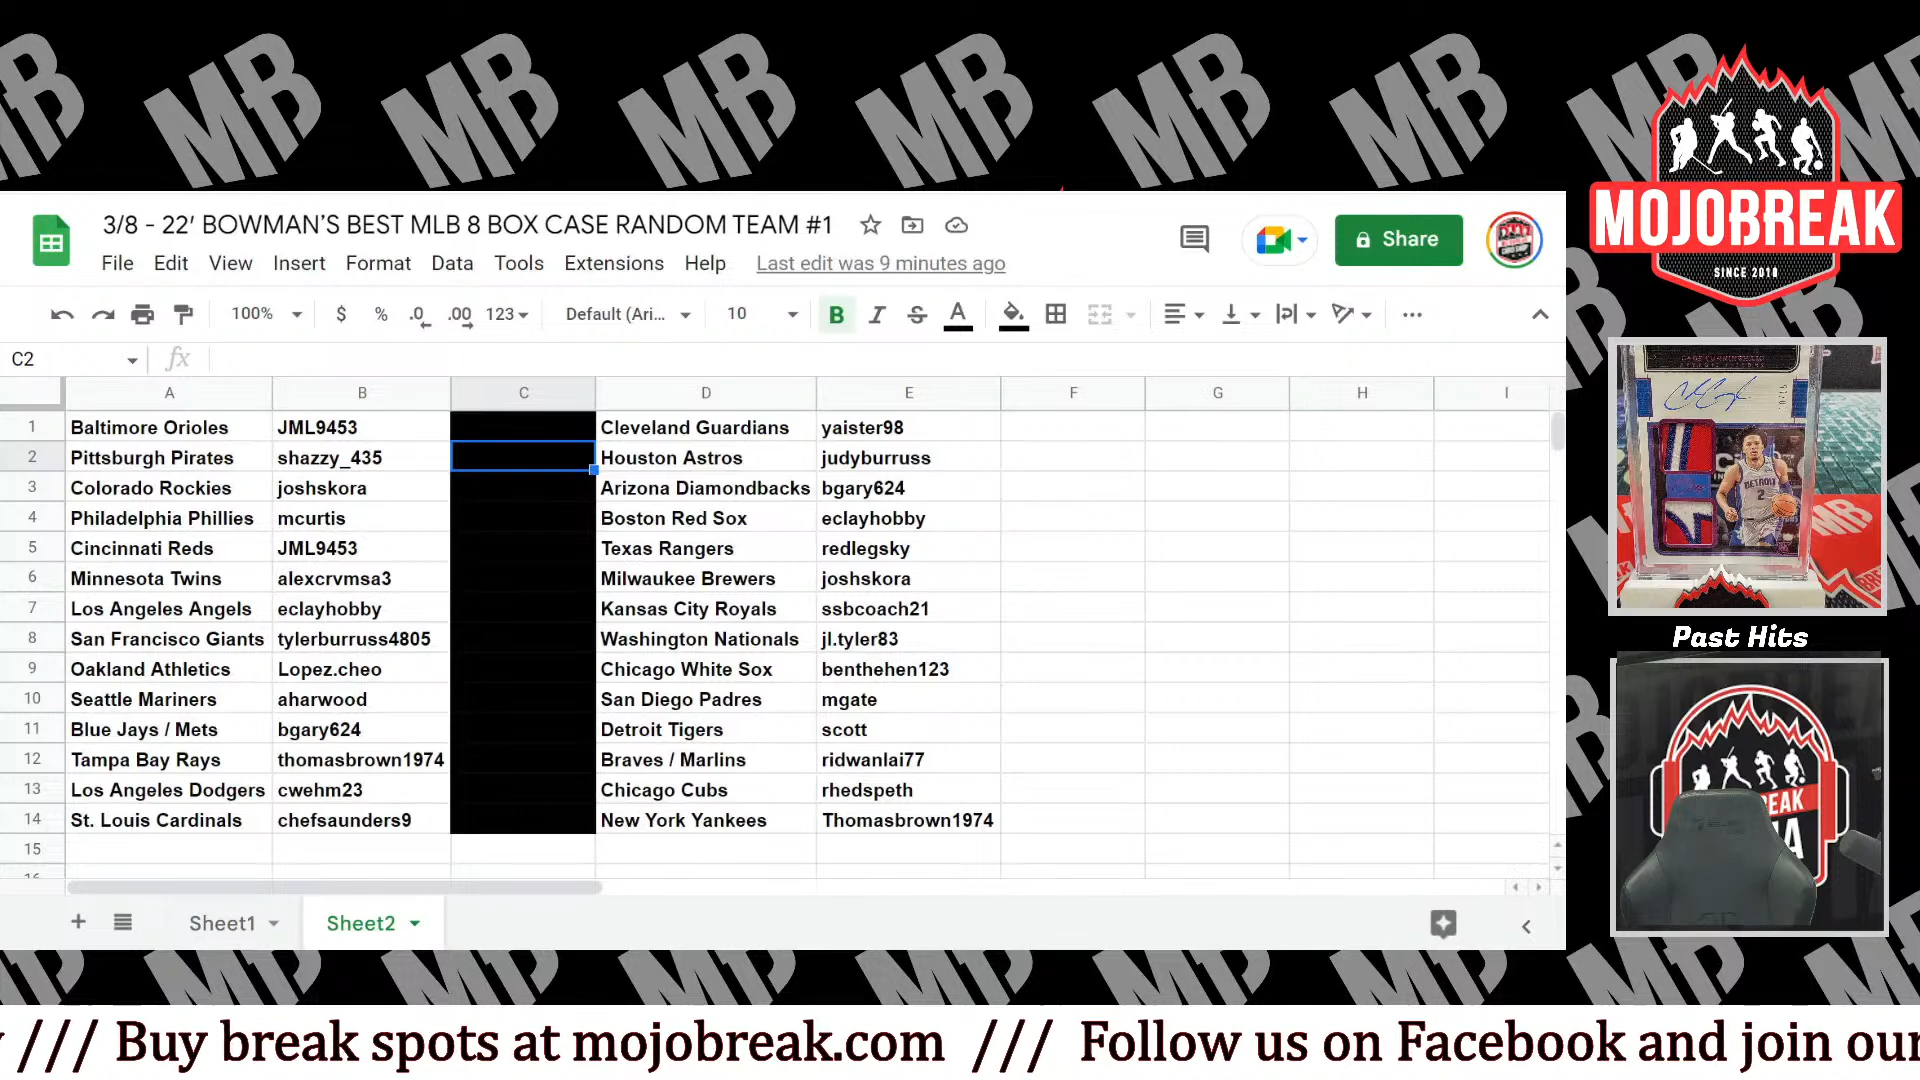 3/8 - 22′ BOWMAN'S BEST MLB 8 BOX CASE RANDOM TEAM #1
File Edit View Insert Format Data Tools Extensions Help Last edit was 9 minutes ago
Share
100% $ % .0 .00 123 Default (Ari... 10 B I S A
C2 fx
A B C D E F G H I
1 Baltimore Orioles JML9453 Cleveland Guardians yaister98
2 Pittsburgh Pirates shazzy_435 Houston Astros judyburruss
3 Colorado Rockies joshskora Arizona Diamondbacks bgary624
4 Philadelphia Phillies mcurtis Boston Red Sox eclayhobby
5 Cincinnati Reds JML9453 Texas Rangers redlegsky
6 Minnesota Twins alexcrvmsa3 Milwaukee Brewers joshskora
7 Los Angeles Angels eclayhobby Kansas City Royals ssbcoach21
8 San Francisco Giants tylerburruss4805 Washington Nationals jl.tyler83
9 Oakland Athletics Lopez.cheo Chicago White Sox benthehen123
10 Seattle Mariners aharwood San Diego Padres mgate
11 Blue Jays / Mets bgary624 Detroit Tigers scott
12 Tampa Bay Rays thomasbrown1974 Braves / Marlins ridwanlai77
13 Los Angeles Dodgers cwehm23 Chicago Cubs rhedspeth
14 St. Louis Cardinals chefsaunders9 New York Yankees Thomasbrown1974
15
Sheet1 Sheet2
MOJOBREAK
SINCE 2018
DETROIT
2
Past Hits
/// Buy break spots at mojobreak.com /// Follow us on Facebook and join our